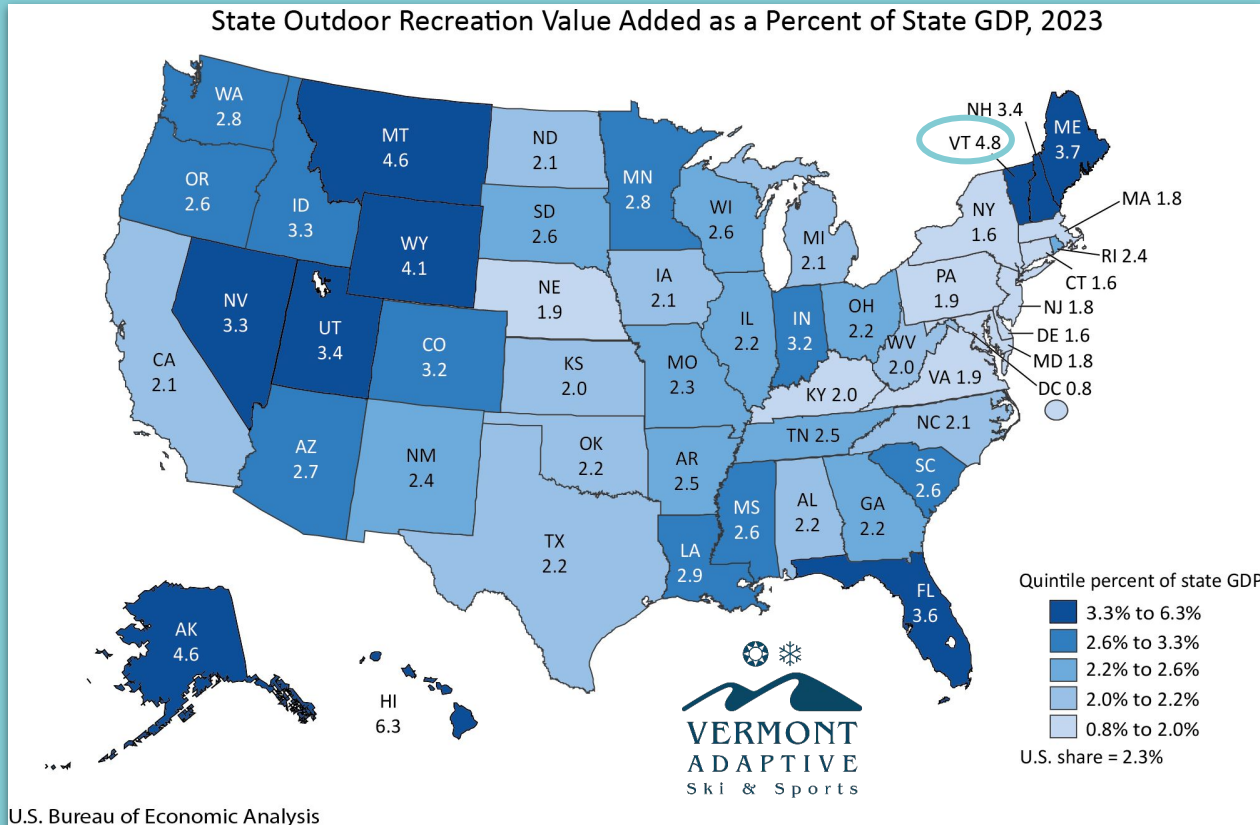 State Outdoor Recreation Value Added as a Percent of State GDP, 2023
WA
2.8
OR
2.6
ID
3.3
MT
4.6
WY
4.1
NV
3.3
UT
3.4
CA
2.1
AZ
2.7
CO
3.2
NM
2.4
ND
2.1
SD
2.6
NE
1.9
KS
2.0
OK
2.2
TX
2.2
MN
2.8
IA
2.1
MO
2.3
AR
2.5
LA
2.9
WI
2.6
IL
2.2
MI
2.1
IN
3.2
OH
2.2
KY 2.0
TN 2.5
MS
2.6
AL
2.2
GA
2.2
FL
3.6
SC
2.6
NC 2.1
VA 1.9
WV
2.0
PA
1.9
NY
1.6
NH 3.4
VT 4.8
ME
3.7
MA 1.8
RI 2.4
CT 1.6
NJ 1.8
DE 1.6
MD 1.8
DC 0.8
AK
4.6
HI
6.3
VERMONT
ADAPTIVE
Ski & Sports
Quintile percent of state GDP
3.3% to 6.3%
2.6% to 3.3%
2.2% to 2.6%
2.0% to 2.2%
0.8% to 2.0%
U.S. share = 2.3%
U.S. Bureau of Economic Analysis